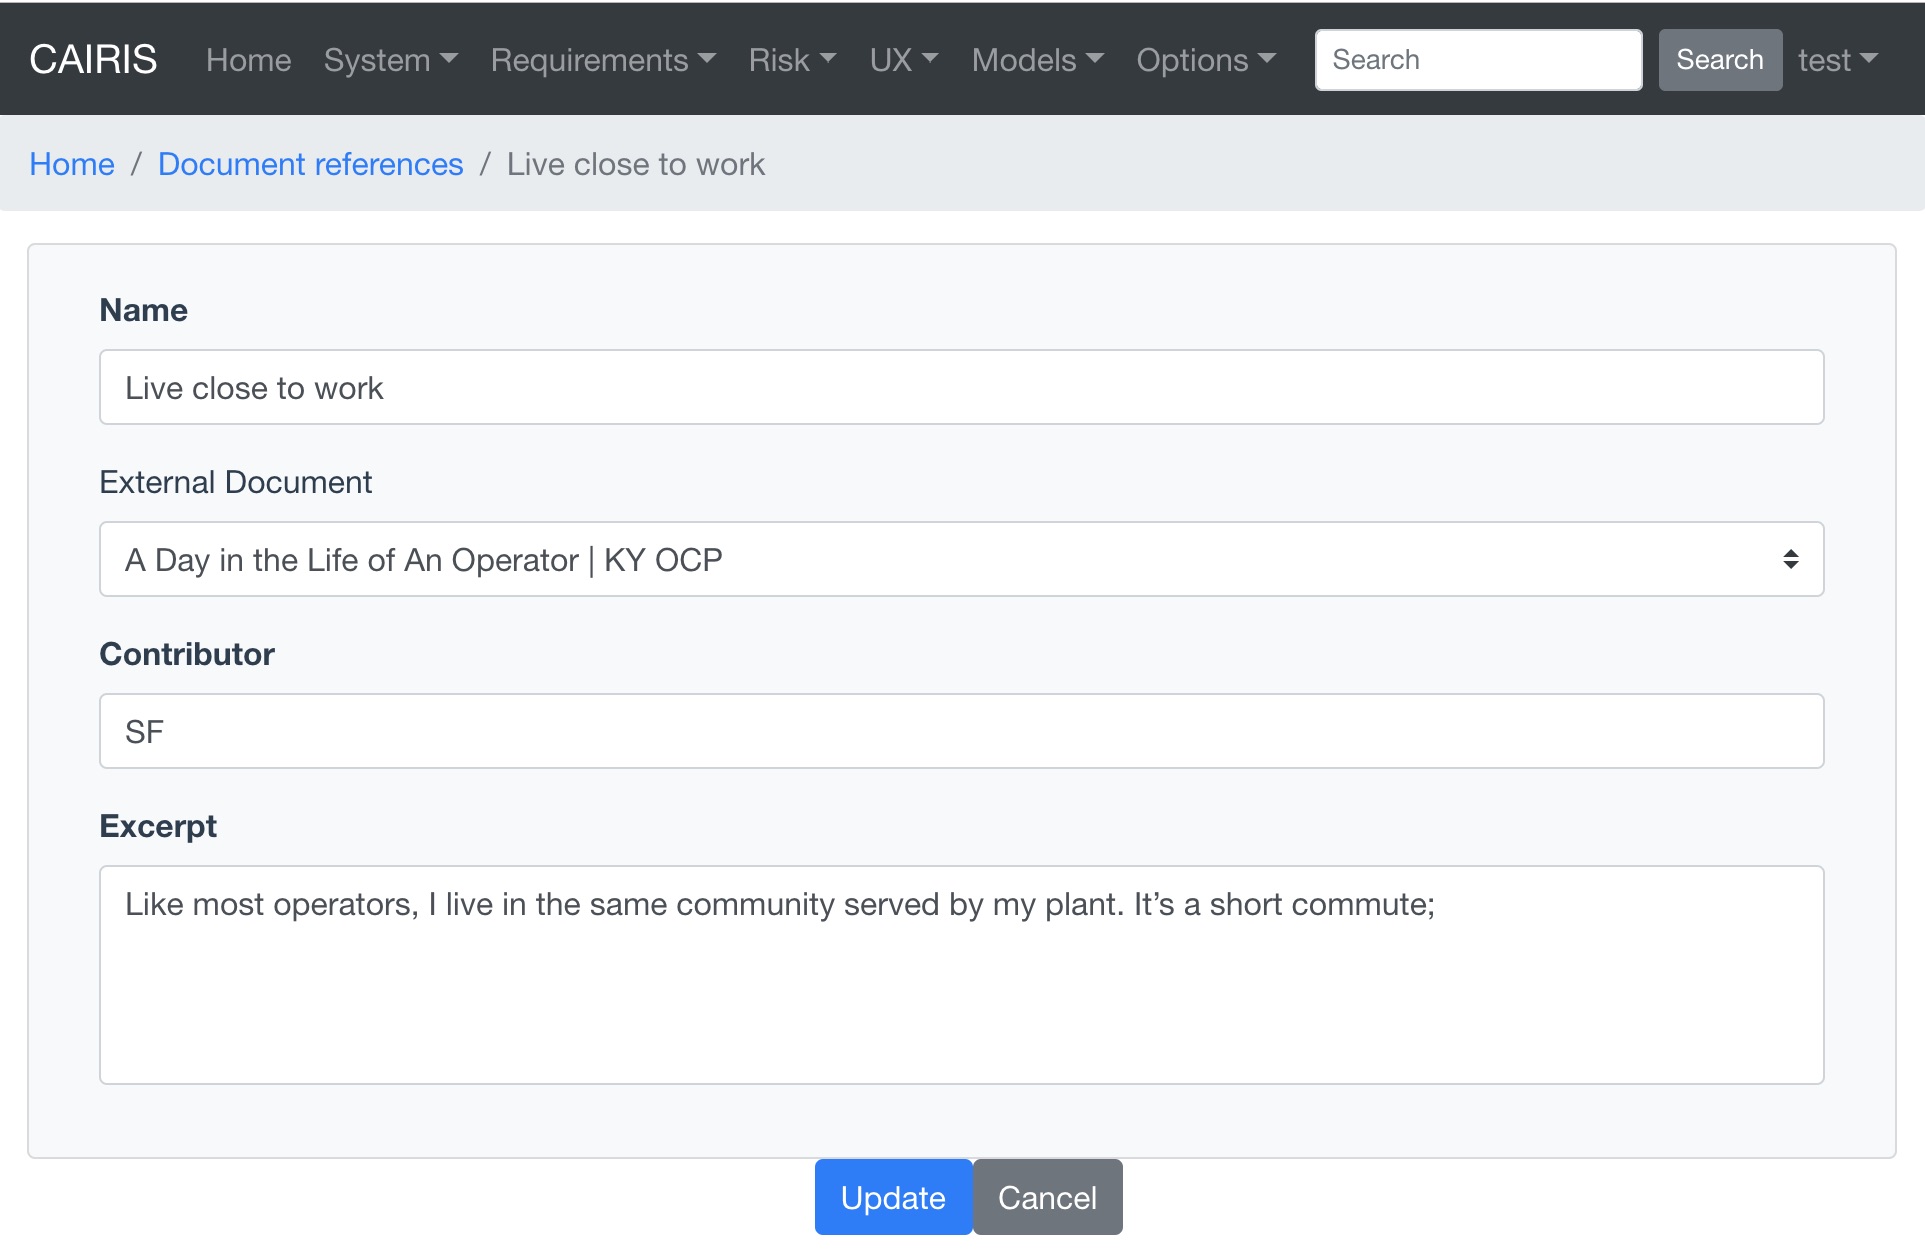 CAIRIS Home System Requirements Risk UX Models Options Search Search test
Home / Document references / Live close to work
Name
Live close to work
External Document
A Day in the Life of An Operator | KY OCP
Contributor
SF
Excerpt
Like most operators, I live in the same community served by my plant. It’s a short commute;
Update Cancel